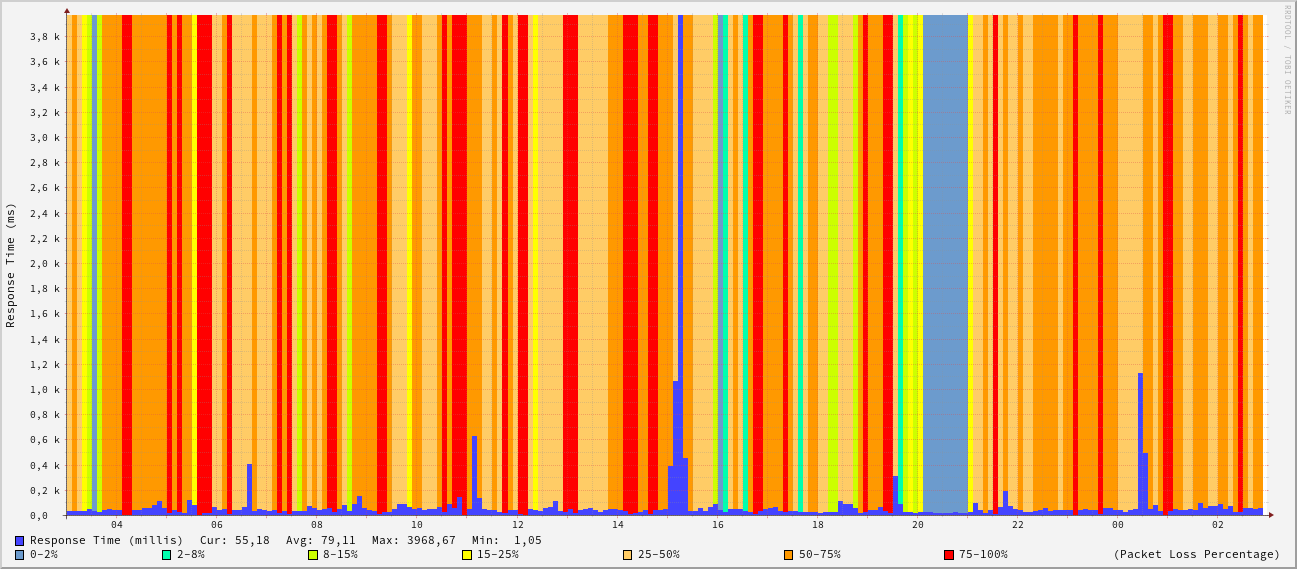 RRDTOOL / TOBI OETIKER
Response Time (ms)
3,8 k
3,6 k
3,4 k
3,2 k
3,0 k
2,8 k
2,6 k
2,4 k
2,2 k
2,0 k
1,8 k
1,6 k
1,4 k
1,2 k
1,0 k
0,8 k
0,6 k
0,4 k
0,2 k
0,0
04 06 08 10 12 14 16 18 20 22 00 02
Response Time (millis) Cur: 55,18 Avg: 79,11 Max: 3968,67 Min: 1,05
0-2% 2-8% 8-15% 15-25% 25-50% 50-75% 75-100% (Packet Loss Percentage)